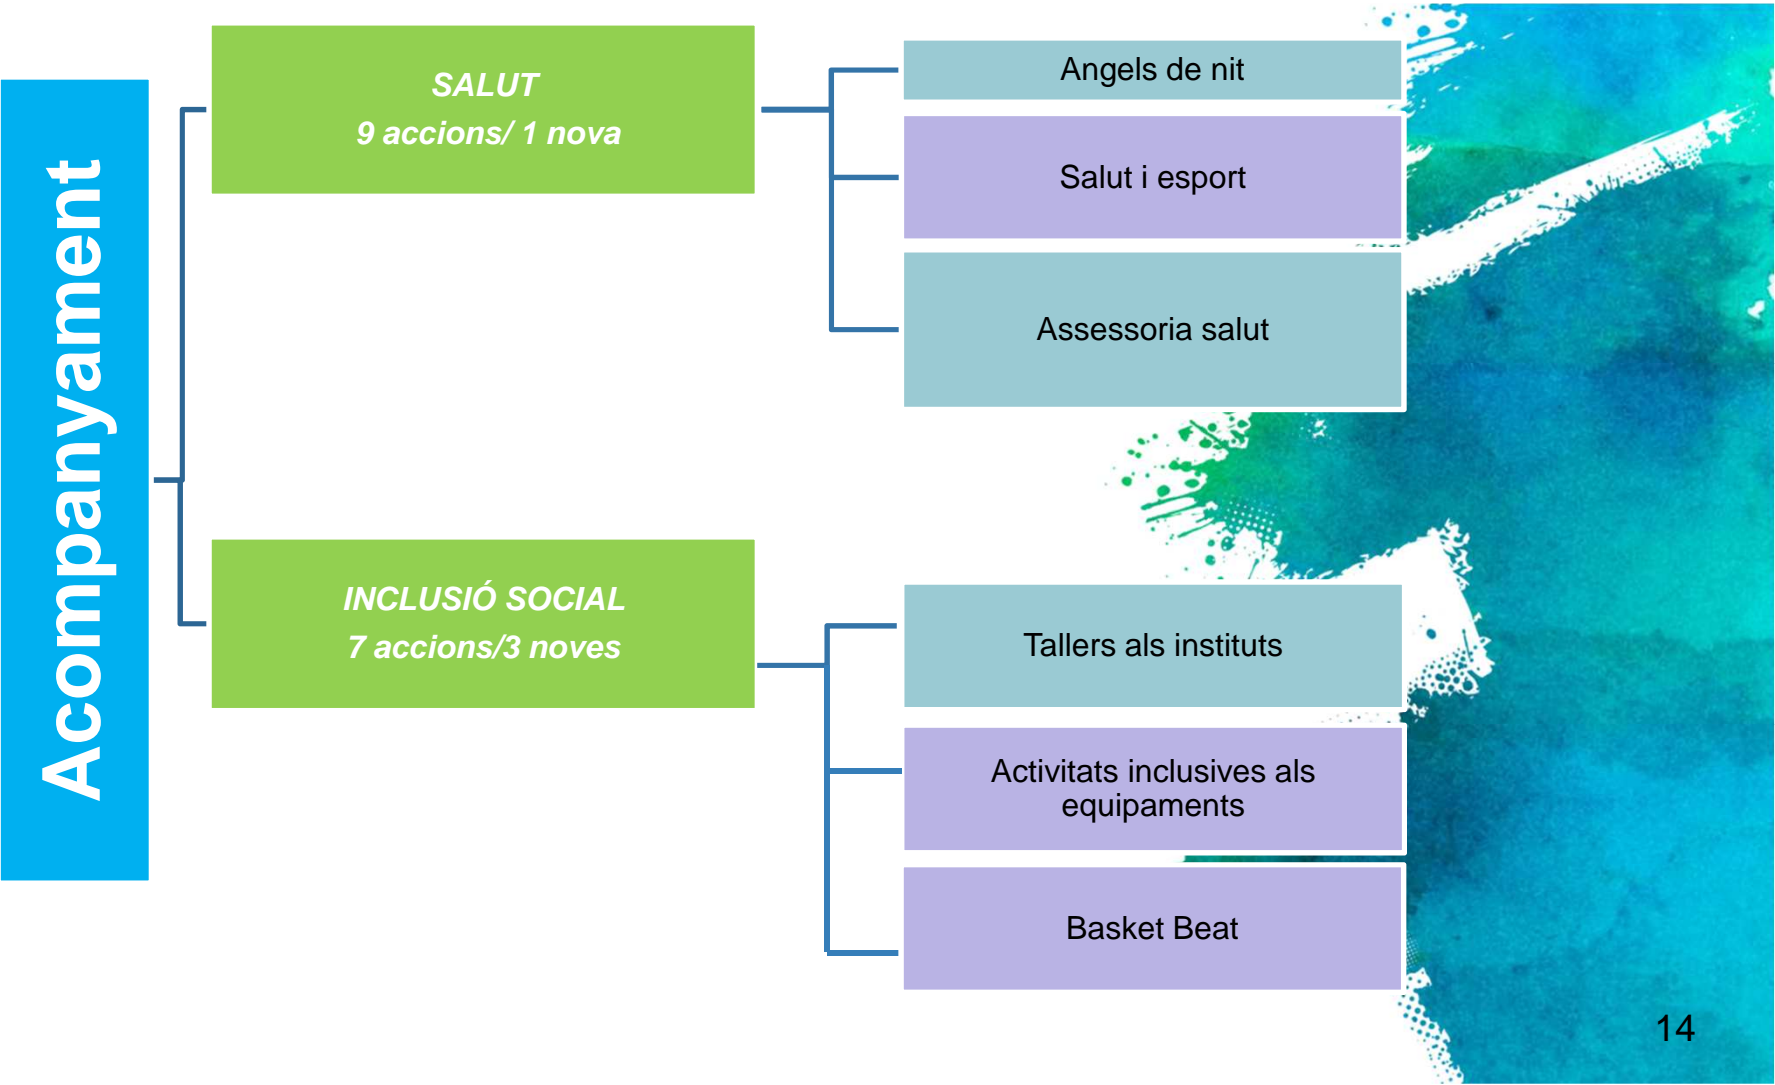 Acompanyament
SALUT
9 accions/ 1 nova
Angels de nit
Salut i esport
Assessoria salut
INCLUSIÓ SOCIAL
7 accions/3 noves
Tallers als instituts
Activitats inclusives als
equipaments
Basket Beat
14